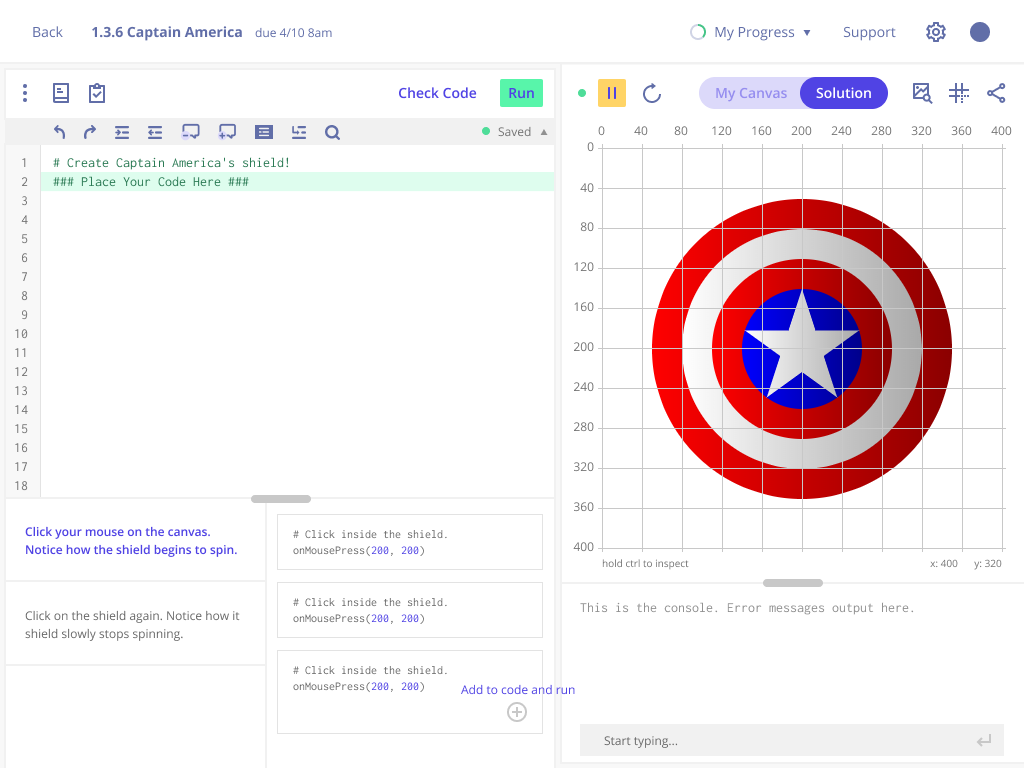 Back
1.3.6 Captain America
due 4/10 8am
My Progress
Support
Check Code
Run
My Canvas
Solution
Saved
1
2
3
4
5
6
7
8
9
10
11
12
13
14
15
16
17
18
# Create Captain America's shield!
### Place Your Code Here ###
0 40 80 120 160 200 240 280 320 360 400
0
40
80
120
160
200
240
280
320
360
400
hold ctrl to inspect
x: 400 y: 320
Click your mouse on the canvas.
Notice how the shield begins to spin.
Click on the shield again. Notice how it
shield slowly stops spinning.
# Click inside the shield.
onMousePress(200, 200)
# Click inside the shield.
onMousePress(200, 200)
# Click inside the shield.
onMousePress(200, 200)
Add to code and run
This is the console. Error messages output here.
Start typing...